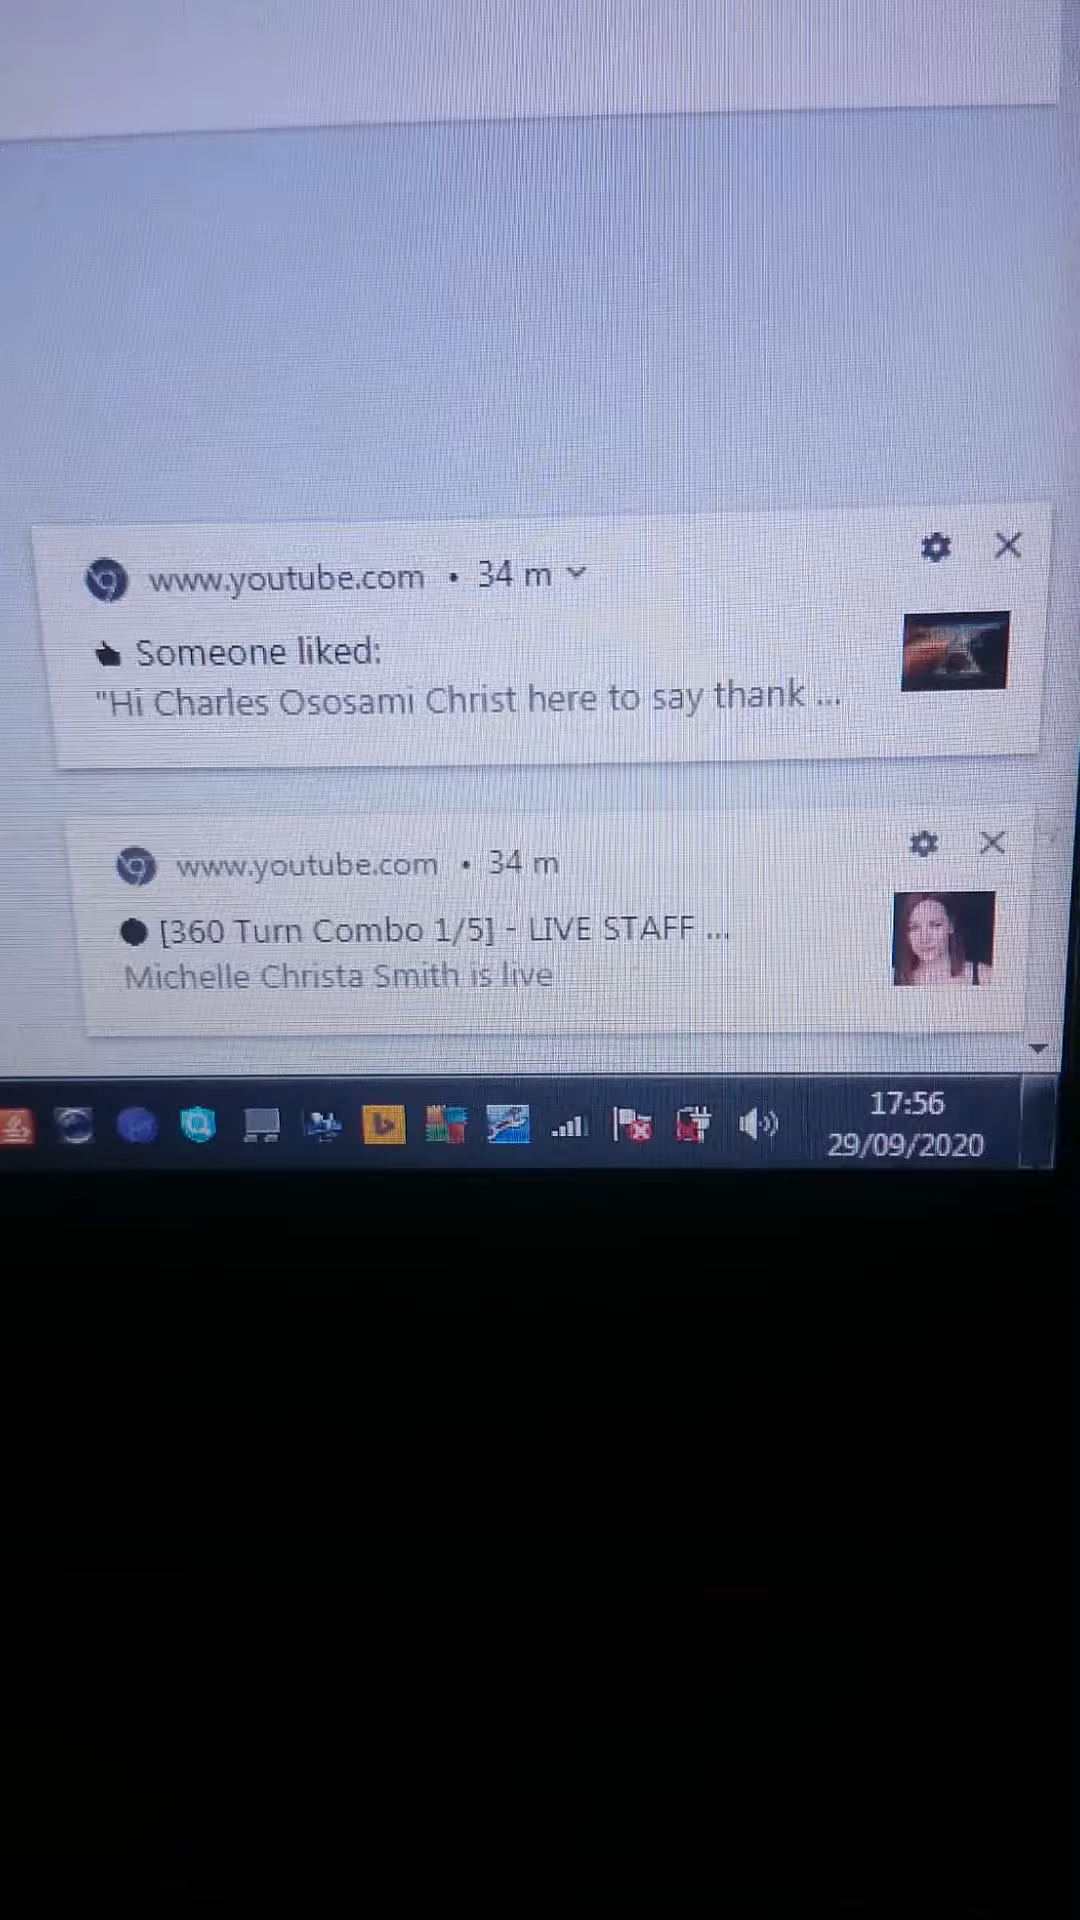 www.youtube.com • 34 m
Someone liked:
"Hi Charles Ososami Christ here to say thank ...
www.youtube.com • 34 m
[360 Turn Combo 1/5] - LIVE STAFF ...
Michelle Christa Smith is live
17:56
29/09/2020